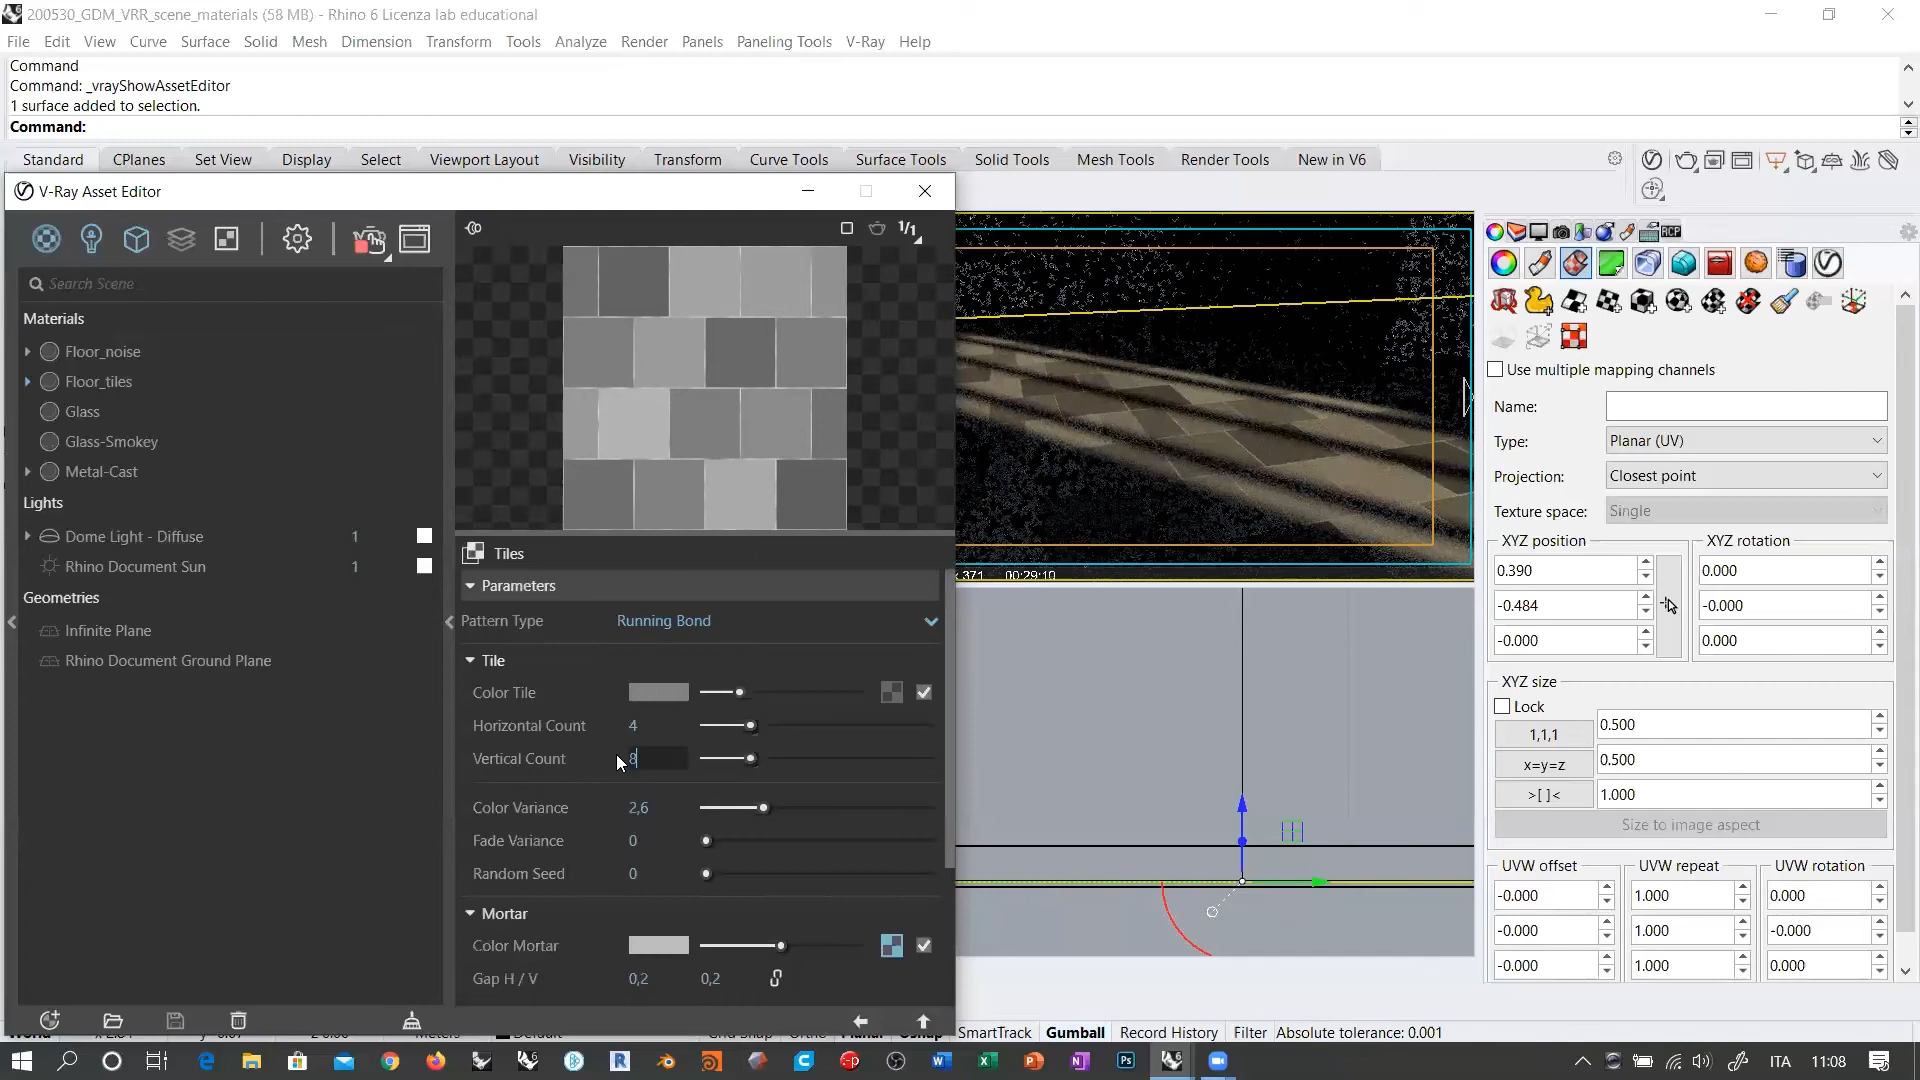 200530_GDM_VRR_scene_materials (58 MB) - Rhino 6 Licenza lab educational
File Edit View Curve Surface Solid Mesh Dimension Transform Tools Analyze Render Panels Paneling Tools V-Ray Help
Command
Command: _vrayShowAssetEditor
1 surface added to selection.
Command:
Standard CPlanes Set View Display Select Viewport Layout Visibility Transform Curve Tools Surface Tools Solid Tools Mesh Tools Render Tools New in V6
V-Ray Asset Editor
1/1
RCP
Search Scene
Materials
Floor_noise
Floor_tiles
Glass
Glass-Smokey
Metal-Cast
Lights
Dome Light - Diffuse 1
Rhino Document Sun 1
Geometries
Infinite Plane
Rhino Document Ground Plane
Tiles
Parameters
Pattern Type Running Bond
Tile
Color Tile
Horizontal Count 4
Vertical Count 8
Color Variance 2,6
Fade Variance 0
Random Seed 0
Mortar
Color Mortar
Gap H / V 0,2 0,2
371 00:29:10
Use multiple mapping channels
Name:
Type: Planar (UV)
Projection: Closest point
Texture space: Single
XYZ position XYZ rotation
0.390 0.000
-0.484 -0.000
-0.000 0.000
XYZ size
Lock
1,1,1 0.500
x=y=z 0.500
>[ ]< 1.000
Size to image aspect
UVW offset UVW repeat UVW rotation
-0.000 1.000 0.000
-0.000 1.000 -0.000
-0.000 1.000 0.000
SmartTrack Gumball Record History Filter Absolute tolerance: 0.001
ITA 11:08